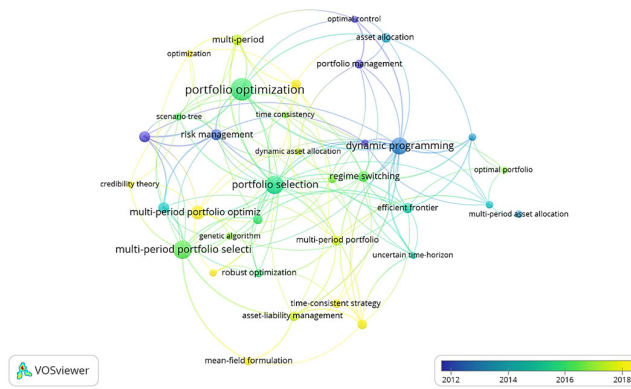 optimal control
asset allocation
multi-period
optimization
portfolio management
portfolio optimization
scenario tree
time consistency
risk management
dynamic programming
dynamic asset allocation
optimal portfolio
regime switching
credibility theory
portfolio selection
efficient frontier
multi-period portfolio optimiz
multi-period asset allocation
genetic algorithm
multi-period portfolio
multi-period portfolio selecti
uncertain time-horizon
robust optimization
time-consistent strategy
asset-liability management
mean-field formulation
VOSviewer
2012 2014 2016 2018